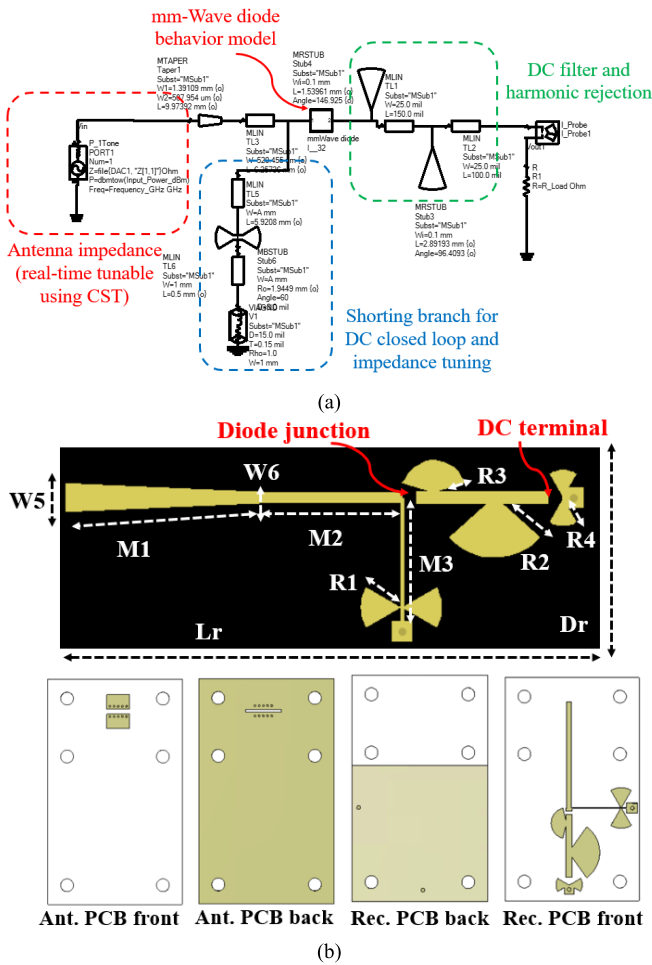 mm-Wave diode
behavior model
DC filter and
harmonic rejection
MTAPER
Taper1
Subst="MSub1"
W1=1.39109 mm {o}
L=9.97392 mm {o}
MRSTUB
Stub4
Subst="MSub1"
Wi=0.1 mm
L=1.53961 mm {o}
Angle=146.925 {o}
MLIN
TL1
Subst="MSub1"
W=25.0 mil
L=150.0 mil
Vin
P_1Tone
PORT1
Num=1
Z=file{DAC1, "Z[1,1]"}Ohm
P=dbmtow(Input_Power_dBm)
Freq=Frequency_GHz GHz
MLIN
TL3
Subst="MSub1"
mmWave diode
I__32
MLIN
TL2
Subst="MSub1"
W=25.0 mil
L=100.0 mil
I_Probe
I_Probe1
R
R1
R=R_Load Ohm
MLIN
TL5
Subst="MSub1"
W=A mm
L=5.9208 mm {o}
MRSTUB
Stub3
Subst="MSub1"
Wi=0.1 mm
L=2.89193 mm {o}
Angle=96.4093 {o}
Antenna impedance
(real-time tunable
using CST)
MLIN
TL6
Subst="MSub1"
W=1 mm
L=0.5 mm {o}
MBSTUB
Stub6
Subst="MSub1"
W=A mm
Ro=1.9449 mm {o}
Angle=60
V1
Subst="MSub1"
D=15.0 mil
T=0.15 mil
Rho=1.0
W=1 mm
Shorting branch for
DC closed loop and
impedance tuning
(a)
Diode junction
DC terminal
W5
W6
R3
M1
M2
M3
R2
R4
R1
Lr
Dr
Ant. PCB front
Ant. PCB back
Rec. PCB back
Rec. PCB front
(b)